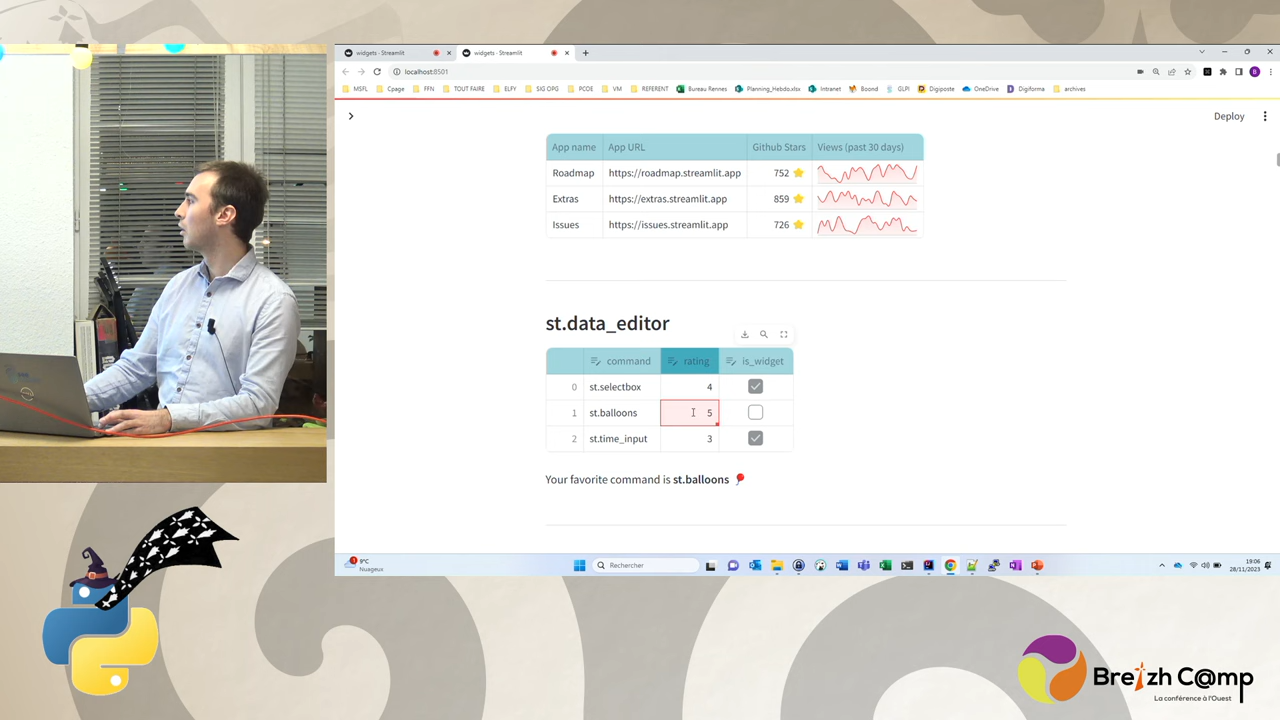 widgets · Streamlit
widgets · Streamlit
localhost:8501
MSFL Cpage FFN TOUT FAIRE ELFY SIG OPG PCOE VM REFERENT Bureau Rennes Planning_Hebdo.xlsx Intranet Boond GLPI Digiposte OneDrive Digiforma archives
Deploy
App name App URL Github Stars Views (past 30 days)
Roadmap https://roadmap.streamlit.app 752
Extras https://extras.streamlit.app 859
Issues https://issues.streamlit.app 726
st.data_editor
command rating is_widget
0 st.selectbox 4
1 st.balloons 5
2 st.time_input 3
Your favorite command is st.balloons
9°C
Nuageux
Rechercher
19:06
28/11/2023
Breizh C@mp
La conférence à l'Ouest